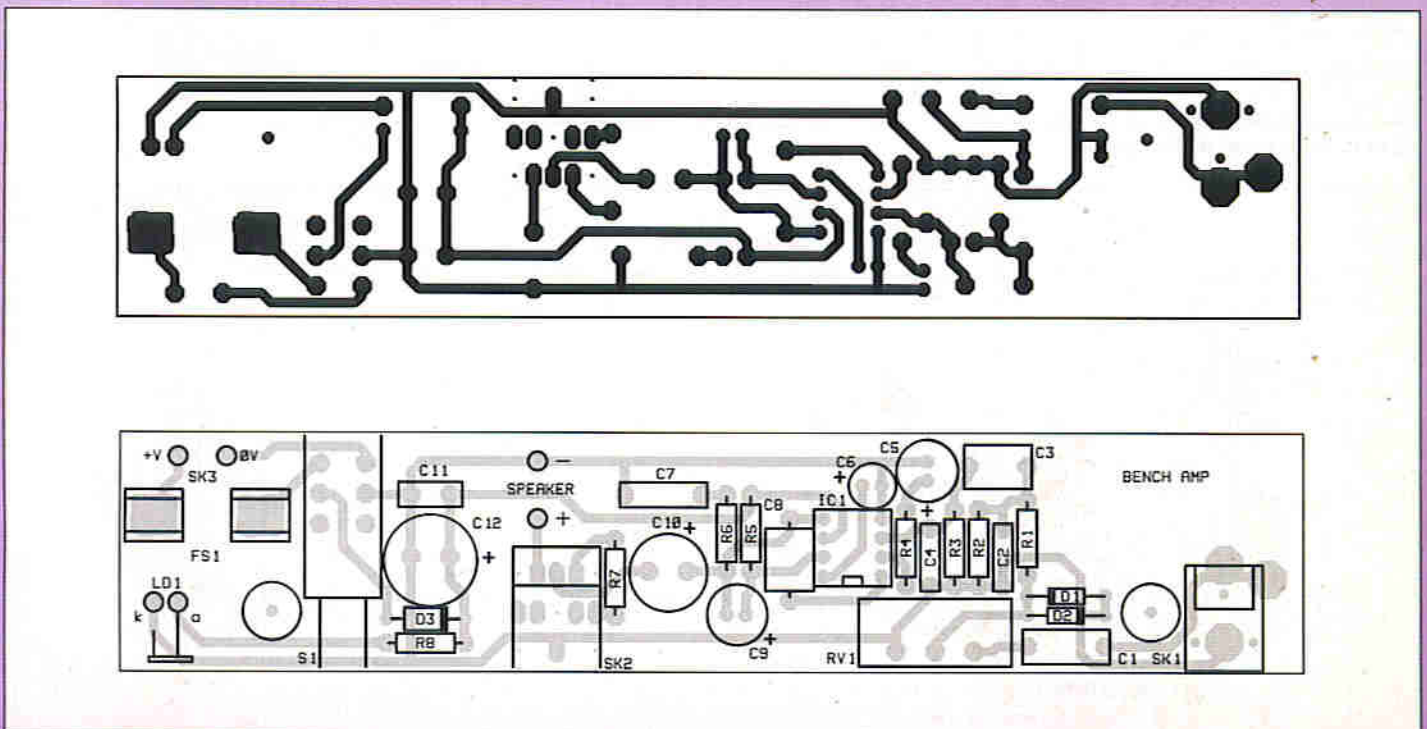 +V
0V
SK3
FS1
LD1
k
a
S1
C11
C12
+
D3
R8
SPEAKER
-
+
SK2
R7
C7
C10
+
R6
R5
C8
C9
+
IC1
C6
+
C5
+
C3
R4
C4
R3
R2
C2
R1
RV1
D1
D2
C1
SK1
BENCH AMP